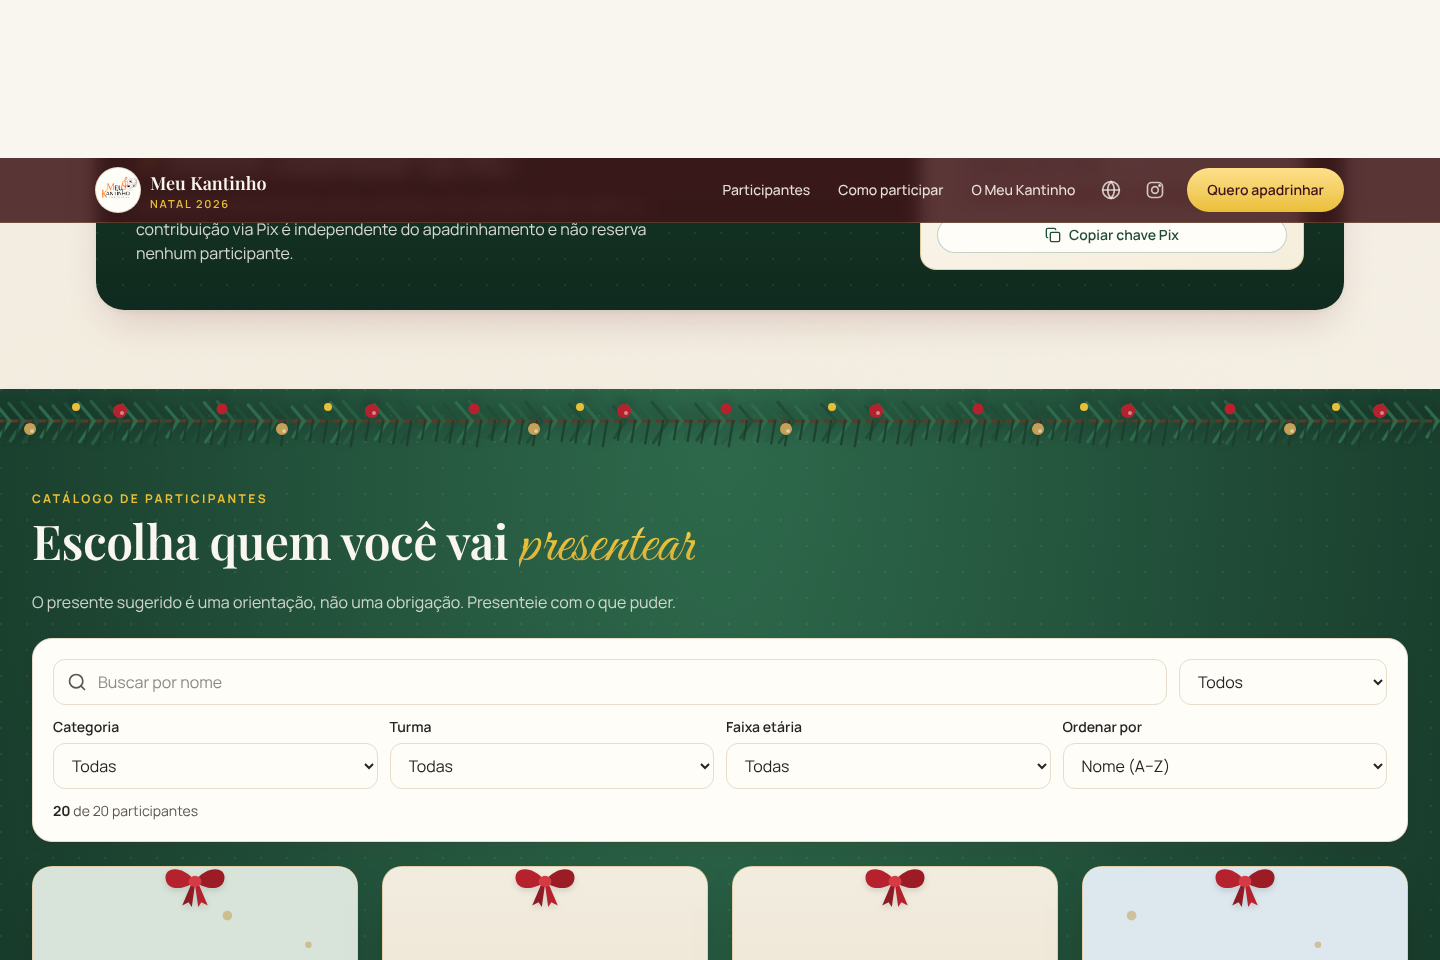 Meu Kantinho
NATAL 2026
Participantes
Como participar
O Meu Kantinho
Quero apadrinhar
contribuição via Pix é independente do apadrinhamento e não reserva
nenhum participante.
Copiar chave Pix
CATÁLOGO DE PARTICIPANTES
Escolha quem você vai presentear
O presente sugerido é uma orientação, não uma obrigação. Presenteie com o que puder.
Buscar por nome
Todos
Categoria
Turma
Faixa etária
Ordenar por
Todas
Todas
Todas
Nome (A–Z)
20 de 20 participantes